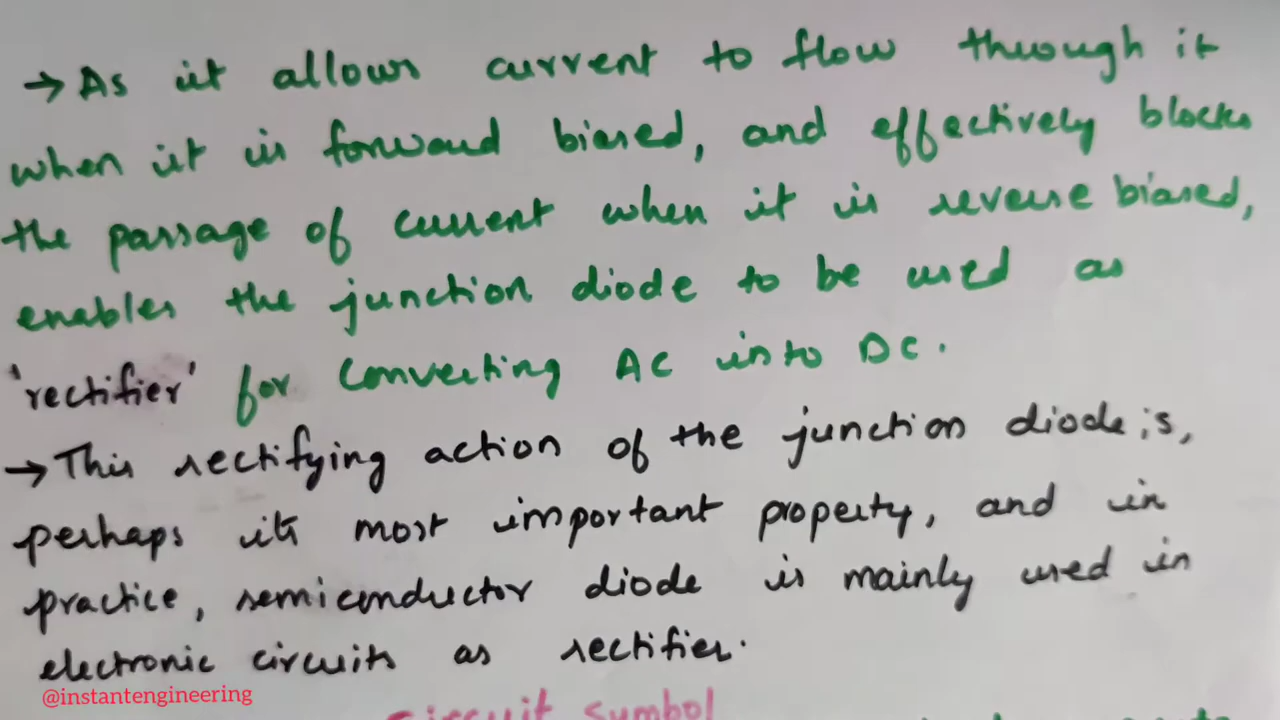 → As it allows current to flow through it
when it is forward biased, and effectively blocks
the passage of current when it is reverse biased,
enables the junction diode to be used as
'rectifier' for converting AC into DC.
→ This rectifying action of the junction diode is,
perhaps its most important property, and in
practice, semiconductor diode is mainly used in
electronic circuits as rectifier.
@instantengineering
circuit symbol